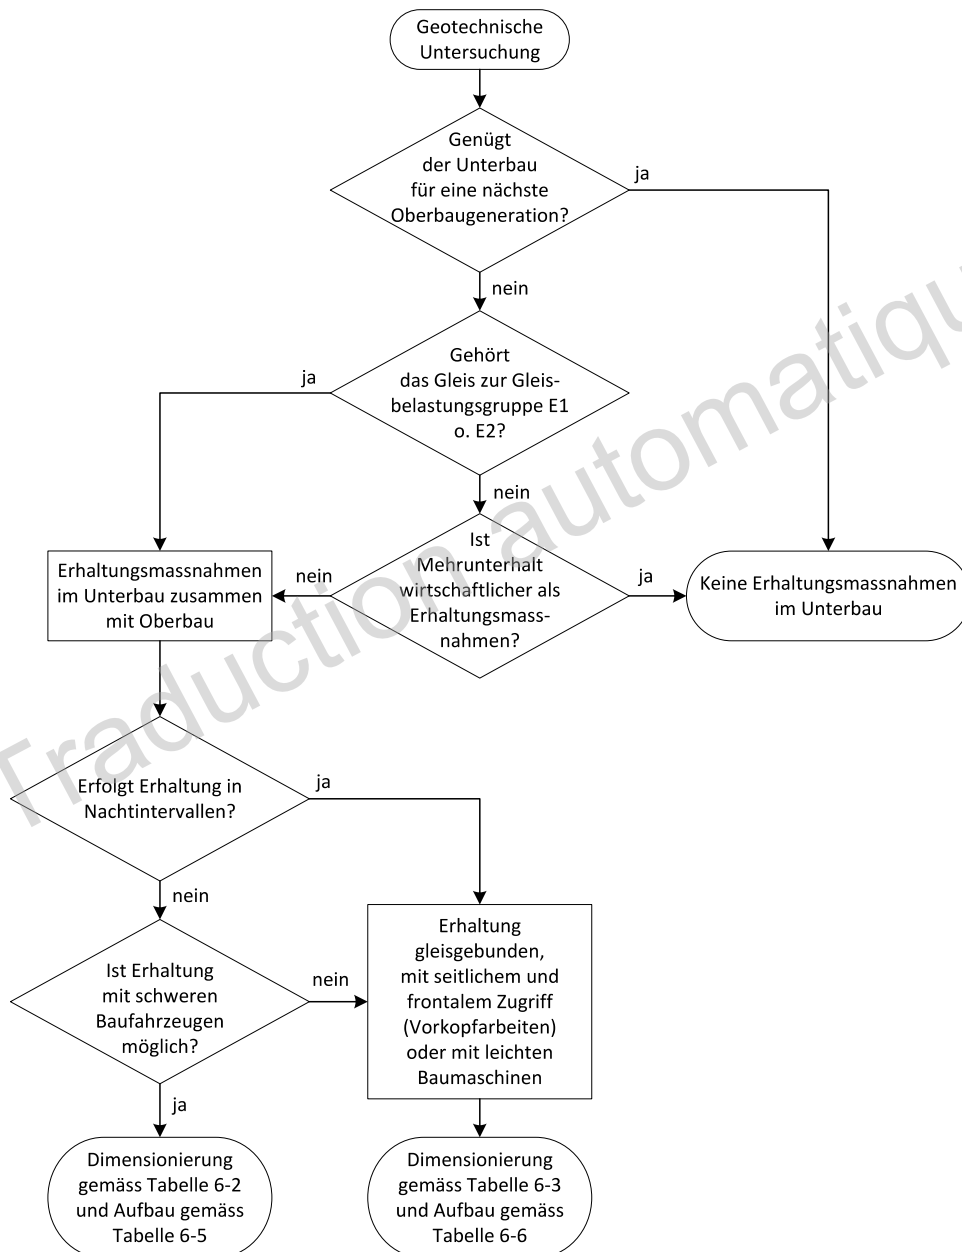 Geotechnische
Untersuchung
Genügt
der Unterbau
für eine nächste
Oberbaugeneration?
ja
nein
Gehört
das Gleis zur Gleis-
belastungsgruppe E1
o. E2?
ja
nein
Ist
Mehrunterhalt
wirtschaftlicher als
Erhaltungsmass-
nahmen?
nein
ja
Erhaltungsmassnahmen
im Unterbau zusammen
mit Oberbau
Keine Erhaltungsmassnahmen
im Unterbau
Erfolgt Erhaltung in
Nachtintervallen?
ja
nein
Ist Erhaltung
mit schweren
Baufahrzeugen
möglich?
nein
ja
Erhaltung
gleisgebunden,
mit seitlichem und
frontalem Zugriff
(Vorkopfarbeiten)
oder mit leichten
Baumaschinen
Dimensionierung
gemäss Tabelle 6-2
und Aufbau gemäss
Tabelle 6-5
Dimensionierung
gemäss Tabelle 6-3
und Aufbau gemäss
Tabelle 6-6
Traduction automatiqu